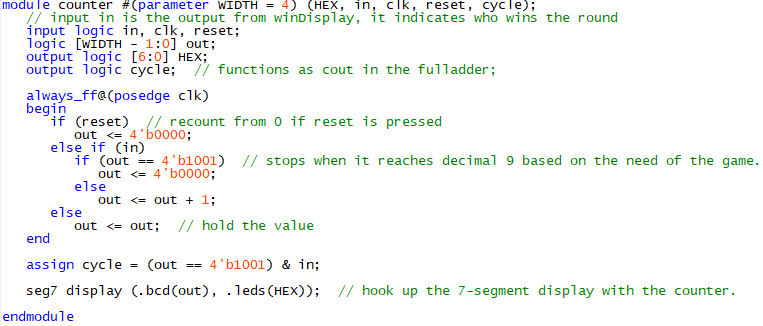 module counter #(parameter WIDTH = 4) (HEX, in, clk, reset, cycle);
// input in is the output from winDisplay, it indicates who wins the round
input logic in, clk, reset;
logic [WIDTH - 1:0] out;
output logic [6:0] HEX;
output logic cycle; // functions as cout in the fulladder;
always_ff@(posedge clk)
begin
if (reset) // recount from 0 if reset is pressed
out <= 4'b0000;
else if (in)
if (out == 4'b1001) // stops when it reaches decimal 9 based on the need of the game.
out <= 4'b0000;
else
out <= out + 1;
else
out <= out; // hold the value
end
assign cycle = (out == 4'b1001) & in;
seg7 display (.bcd(out), .leds(HEX)); // hook up the 7-segment display with the counter.
endmodule